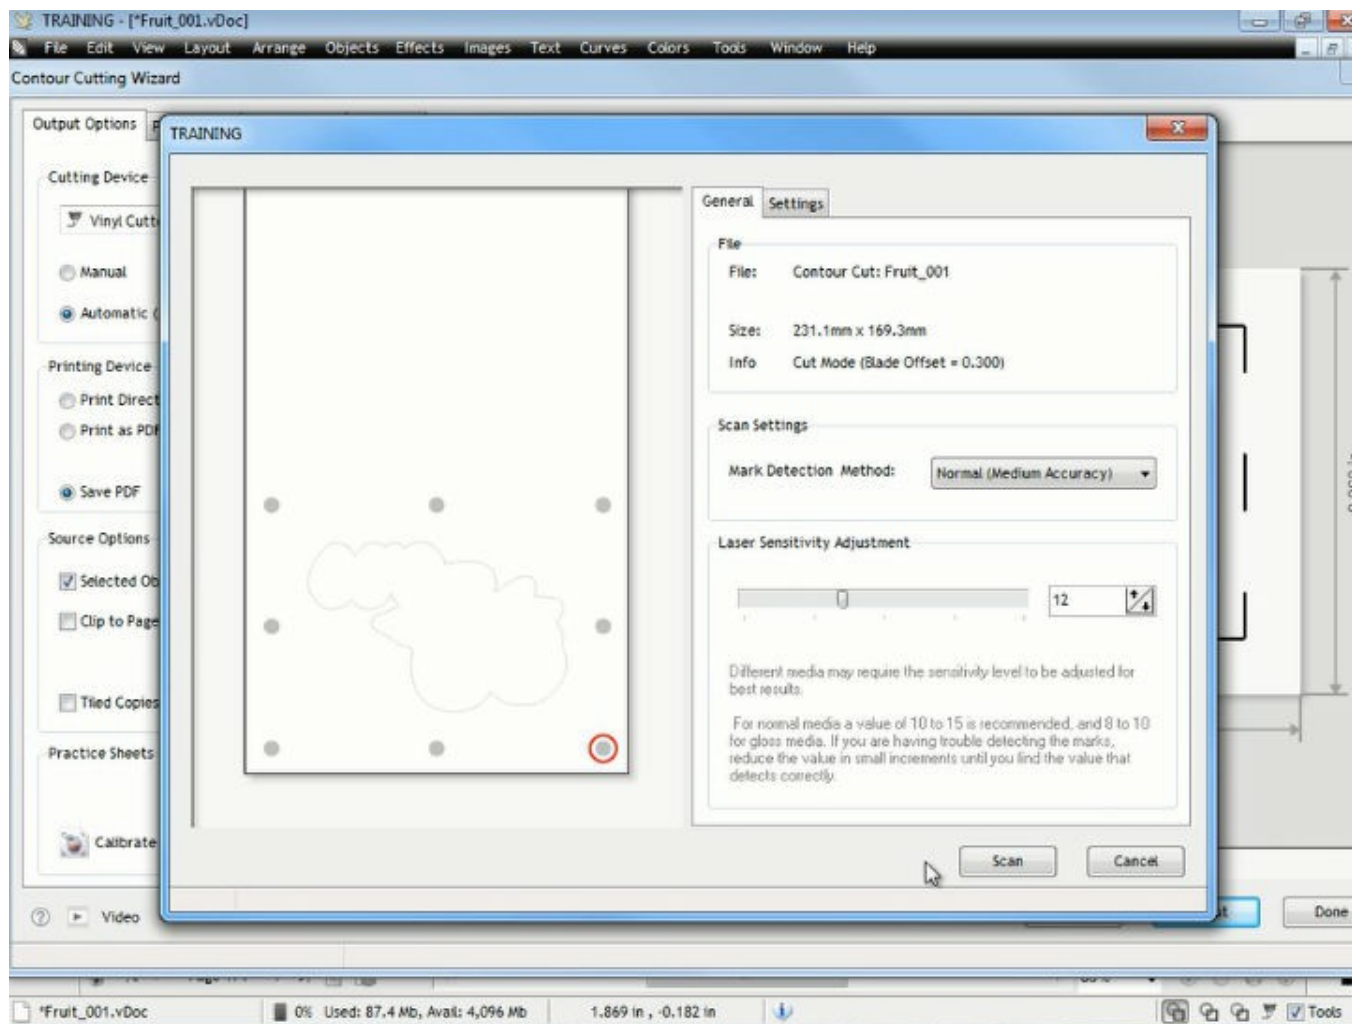 TRAINING - [*Fruit_001.vDoc]
File Edit View Layout Arrange Objects Effects Images Text Curves Colors Tools Window Help
Contour Cutting Wizard
Output Options
TRAINING
Cutting Device
Vinyl Cutt
Manual
Automatic (
Printing Device
Print Direct
Print as PDF
Save PDF
Source Options
Selected Ob
Clip to Page
Tiled Copies
Practice Sheets
Calibrate
Video
General Settings
File
File: Contour Cut: Fruit_001
Size: 231.1mm x 169.3mm
Info Cut Mode (Blade Offset = 0.300)
Scan Settings
Mark Detection Method: Normal (Medium Accuracy)
Laser Sensitivity Adjustment
12
Different media may require the sensitivity level to be adjusted for
best results.
For normal media a value of 10 to 15 is recommended, and 8 to 10
for gloss media. If you are having trouble detecting the marks,
reduce the value in small increments until you find the value that
detects correctly.
Scan Cancel
Done
*Fruit_001.vDoc 0% Used: 87.4 Mb, Avail: 4,096 Mb 1.869 in , -0.182 in Tools